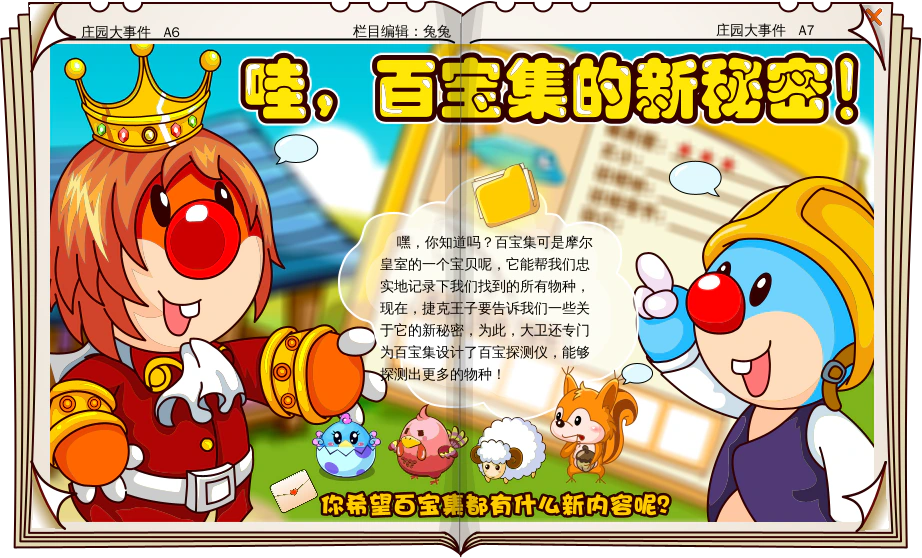 庄园大事件 A6
栏目编辑：兔兔
庄园大事件 A7
哇，百宝集的新秘密！
嘿，你知道吗？百宝集可是摩尔
皇室的一个宝贝呢，它能帮我们忠
实地记录下我们找到的所有物种，
现在，捷克王子要告诉我们一些关
于它的新秘密，为此，大卫还专门
为百宝集设计了百宝探测仪，能够
探测出更多的物种！
你希望百宝集都有什么新内容呢?